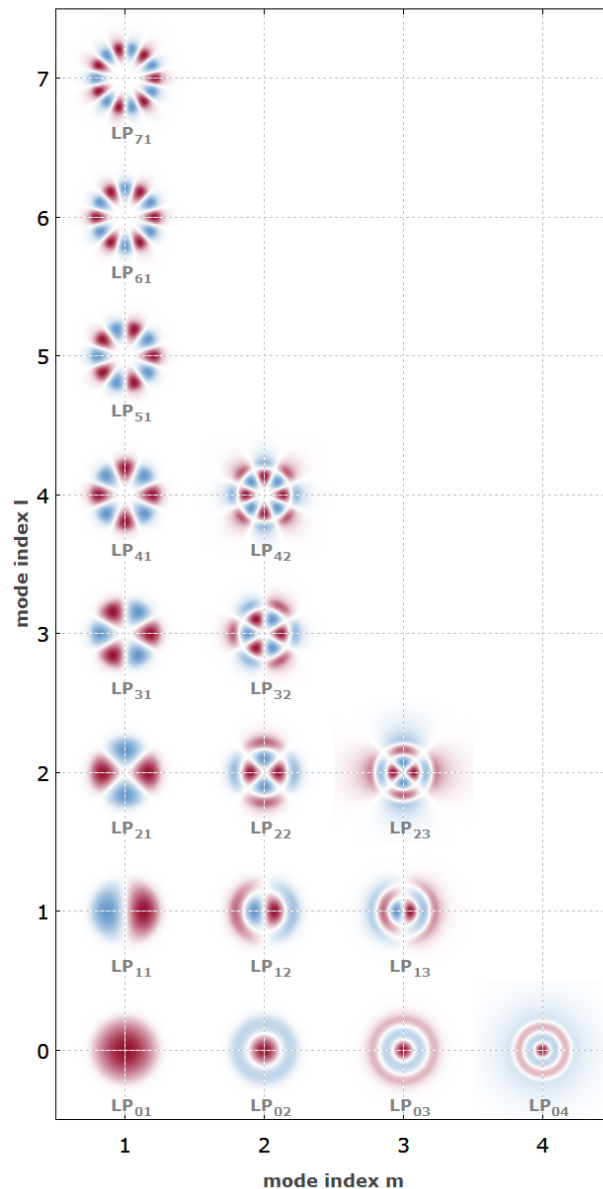 7
LP71
6
LP61
5
LP51
4
LP41 LP42
mode index l
3
LP31 LP32
2
LP21 LP22 LP23
1
LP11 LP12 LP13
0
LP01 LP02 LP03 LP04
1 2 3 4
mode index m